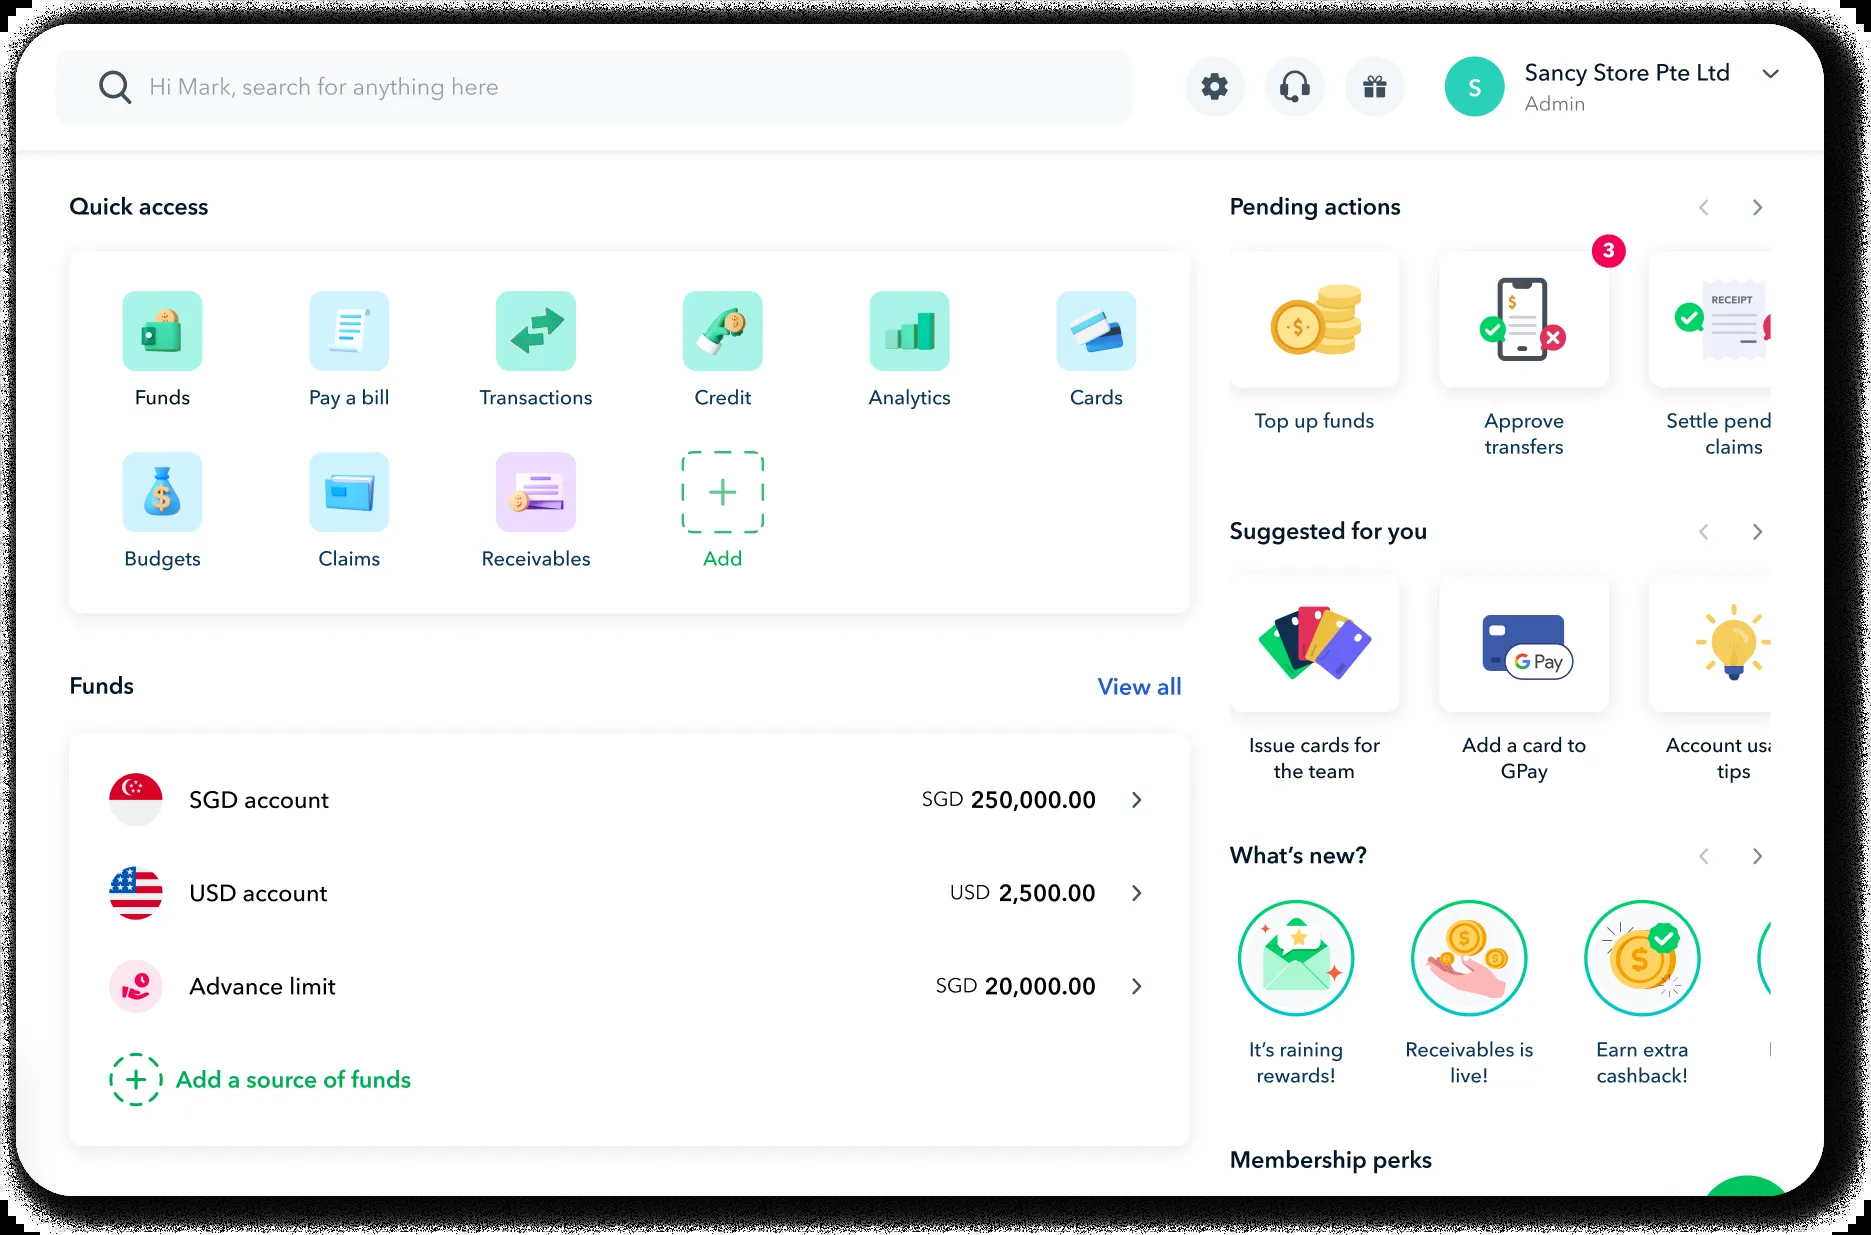 Hi Mark, search for anything here
S
Sancy Store Pte Ltd
Admin
Quick access
Funds
Pay a bill
Transactions
Credit
Analytics
Cards
Budgets
Claims
Receivables
Add
Funds
View all
SGD account
SGD 250,000.00
USD account
USD 2,500.00
Advance limit
SGD 20,000.00
Add a source of funds
Pending actions
3
RECEIPT
Top up funds
Approve
transfers
Settle pend
claims
Suggested for you
G Pay
Issue cards for
the team
Add a card to
GPay
Account usa
tips
What's new?
It's raining
rewards!
Receivables is
live!
Earn extra
cashback!
Membership perks